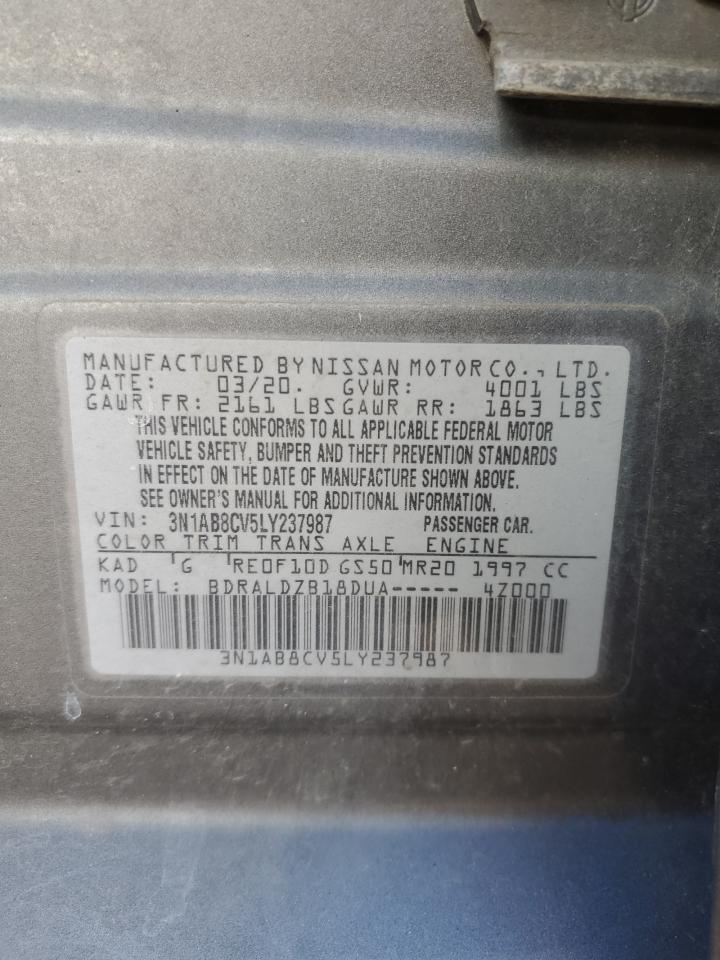 MANUFACTURED BY NISSAN MOTOR CO., LTD.
DATE: 03/20. GVWR: 4001 LBS
GAWR FR: 2161 LBS GAWR RR: 1863 LBS
THIS VEHICLE CONFORMS TO ALL APPLICABLE FEDERAL MOTOR
VEHICLE SAFETY, BUMPER AND THEFT PREVENTION STANDARDS
IN EFFECT ON THE DATE OF MANUFACTURE SHOWN ABOVE.
SEE OWNER'S MANUAL FOR ADDITIONAL INFORMATION.
VIN: 3N1AB8CV5LY237987 PASSENGER CAR.
COLOR TRIM TRANS AXLE ENGINE
KAD G RE0F10D GS50 MR20 1997 CC
MODEL: BDRALDZB18DUA----- 4Z000
3N1AB8CV5LY237987